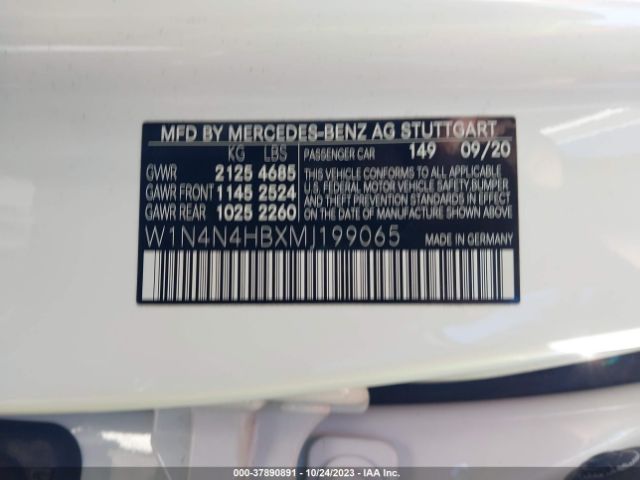 MFD BY MERCEDES-BENZ AG STUTTGART
KG LBS
GVWR 2125 4685
GAWR FRONT 1145 2524
GAWR REAR 1025 2260
PASSENGER CAR 149 09/20
THIS VEHICLE CONFORMS TO ALL APPLICABLE
U.S. FEDERAL MOTOR VEHICLE SAFETY, BUMPER
AND THEFT PREVENTION STANDARDS IN EFFECT
ON THE DATE OF MANUFACTURE SHOWN ABOVE.
W1N4N4HBXMJ199065 MADE IN GERMANY
000-37890891 - 10/24/2023 - IAA Inc.